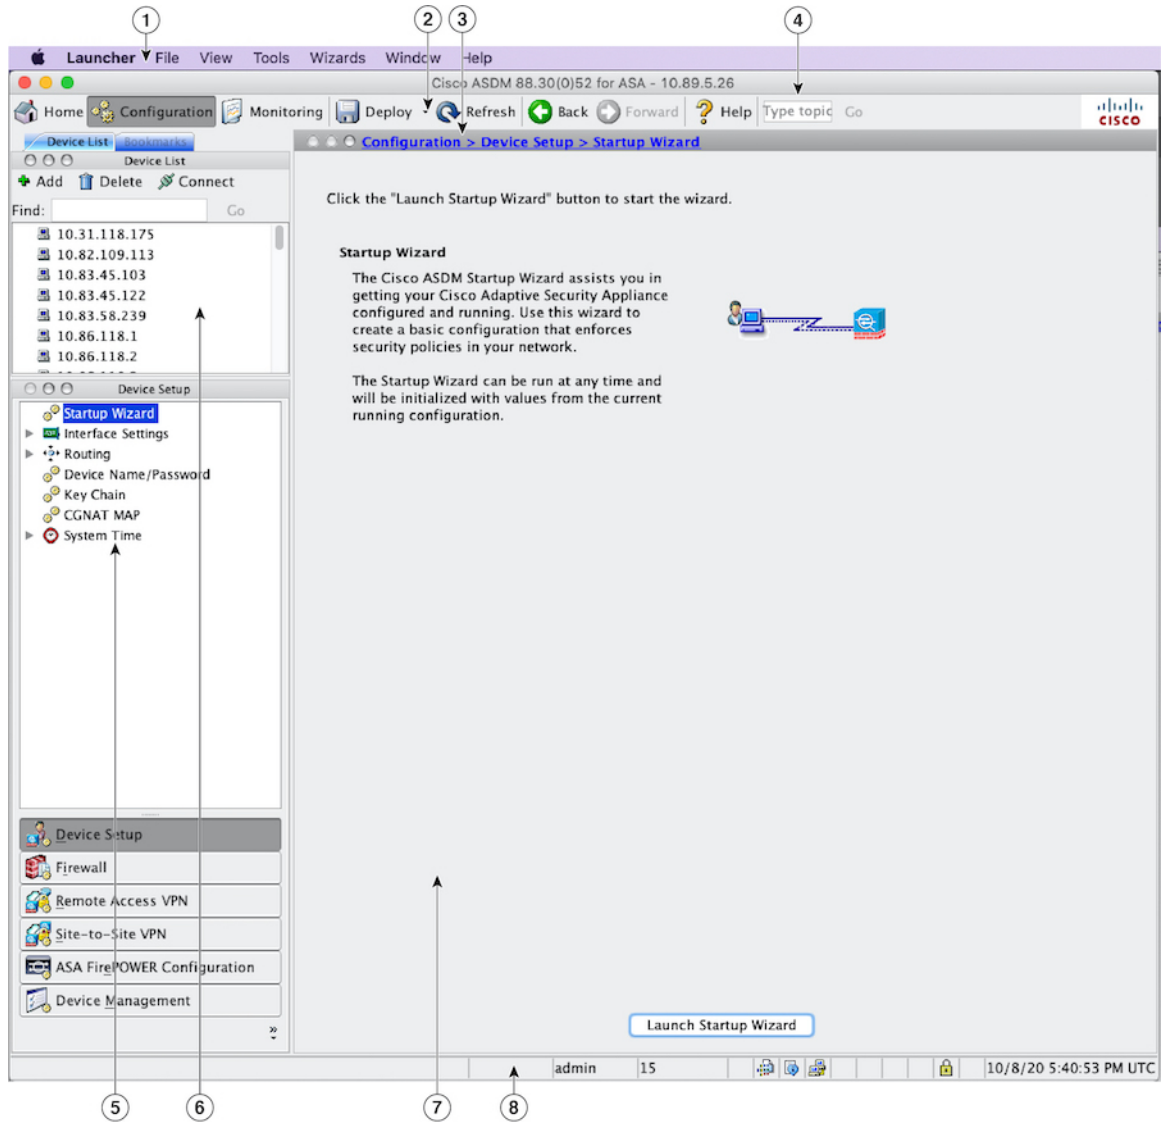 1 2 3 4
Launcher File View Tools Wizards Window Help
Cisco ASDM 88.30(0)52 for ASA - 10.89.5.26
Home Configuration Monitoring Deploy Refresh Back Forward Help Type topic Go
CISCO
Device List Bookmarks
Configuration > Device Setup > Startup Wizard
Device List
Add Delete Connect
Find: Go
10.31.118.175
10.82.109.113
10.83.45.103
10.83.45.122
10.83.58.239
10.86.118.1
10.86.118.2
Device Setup
Startup Wizard
Interface Settings
Routing
Device Name/Password
Key Chain
CGNAT MAP
System Time
Device Setup
Firewall
Remote Access VPN
Site-to-Site VPN
ASA FirePOWER Configuration
Device Management
»
Click the "Launch Startup Wizard" button to start the wizard.
Startup Wizard
The Cisco ASDM Startup Wizard assists you in
getting your Cisco Adaptive Security Appliance
configured and running. Use this wizard to
create a basic configuration that enforces
security policies in your network.
The Startup Wizard can be run at any time and
will be initialized with values from the current
running configuration.
Launch Startup Wizard
admin 15 10/8/20 5:40:53 PM UTC
5 6 7 8